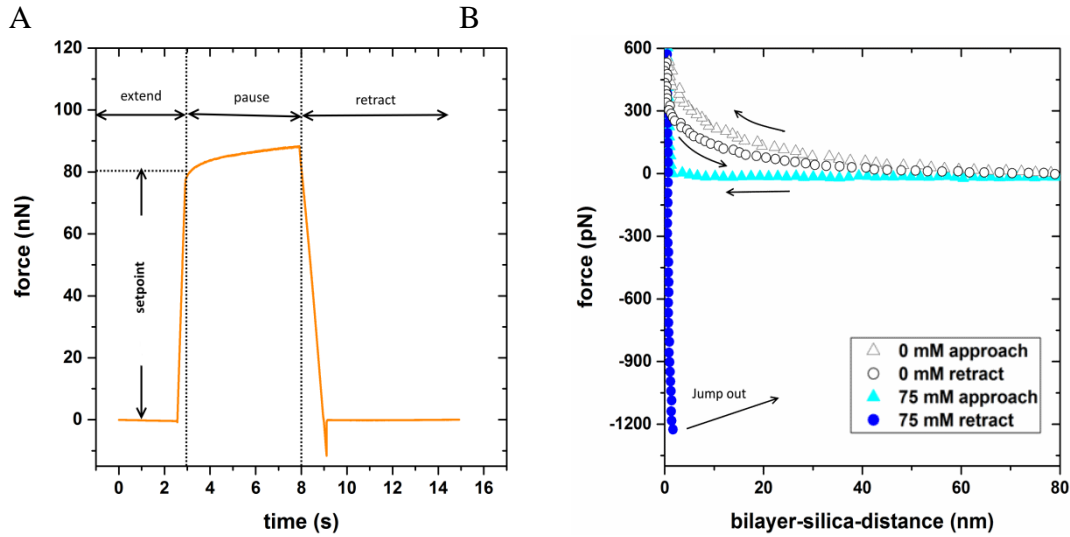 A
B
120
100
80
60
40
20
0
force (nN)
extend
pause
retract
setpoint
0 2 4 6 8 10 12 14 16
time (s)
600
300
0
-300
-600
-900
-1200
force (pN)
0 mM approach
0 mM retract
75 mM approach
75 mM retract
Jump out
0 20 40 60 80
bilayer-silica-distance (nm)